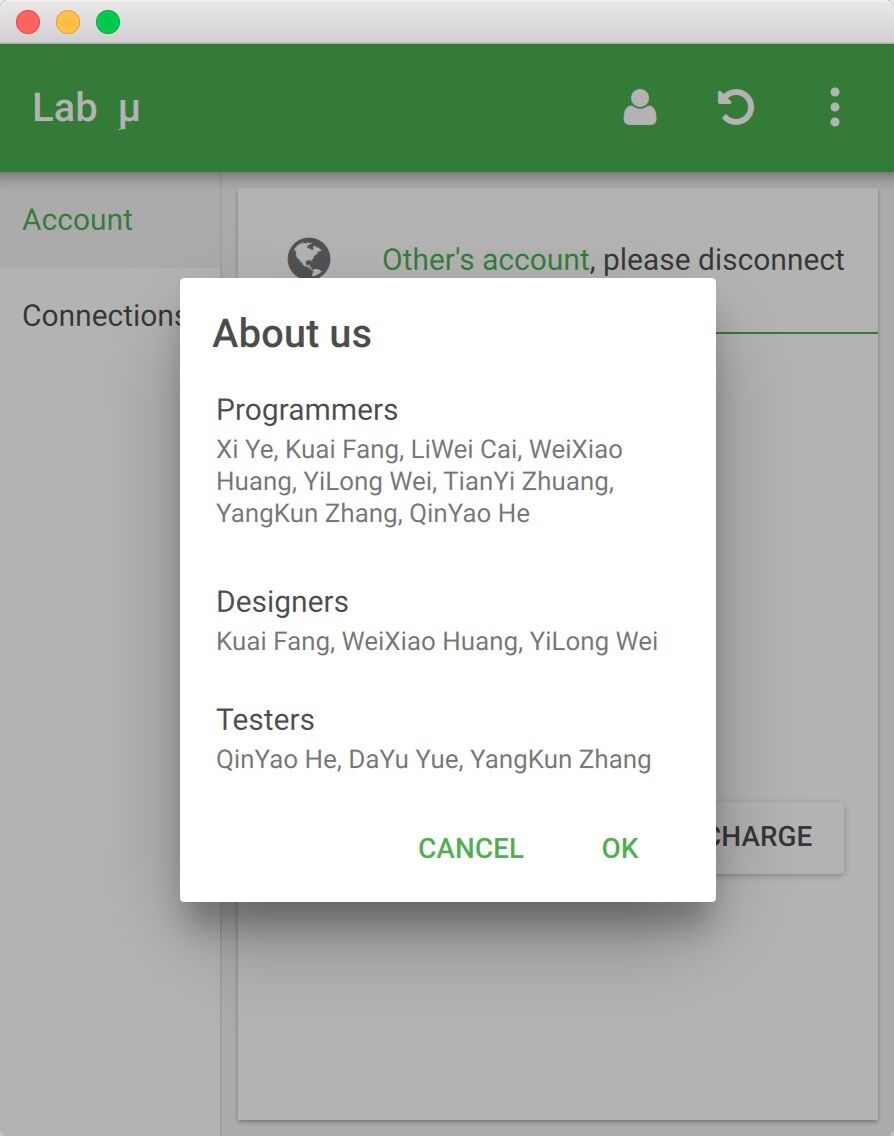 Lab µ
Account
Other's account, please disconnect
Connections
About us
Programmers
Xi Ye, Kuai Fang, LiWei Cai, WeiXiao
Huang, YiLong Wei, TianYi Zhuang,
YangKun Zhang, QinYao He
Designers
Kuai Fang, WeiXiao Huang, YiLong Wei
Testers
QinYao He, DaYu Yue, YangKun Zhang
CANCEL OK
CHARGE